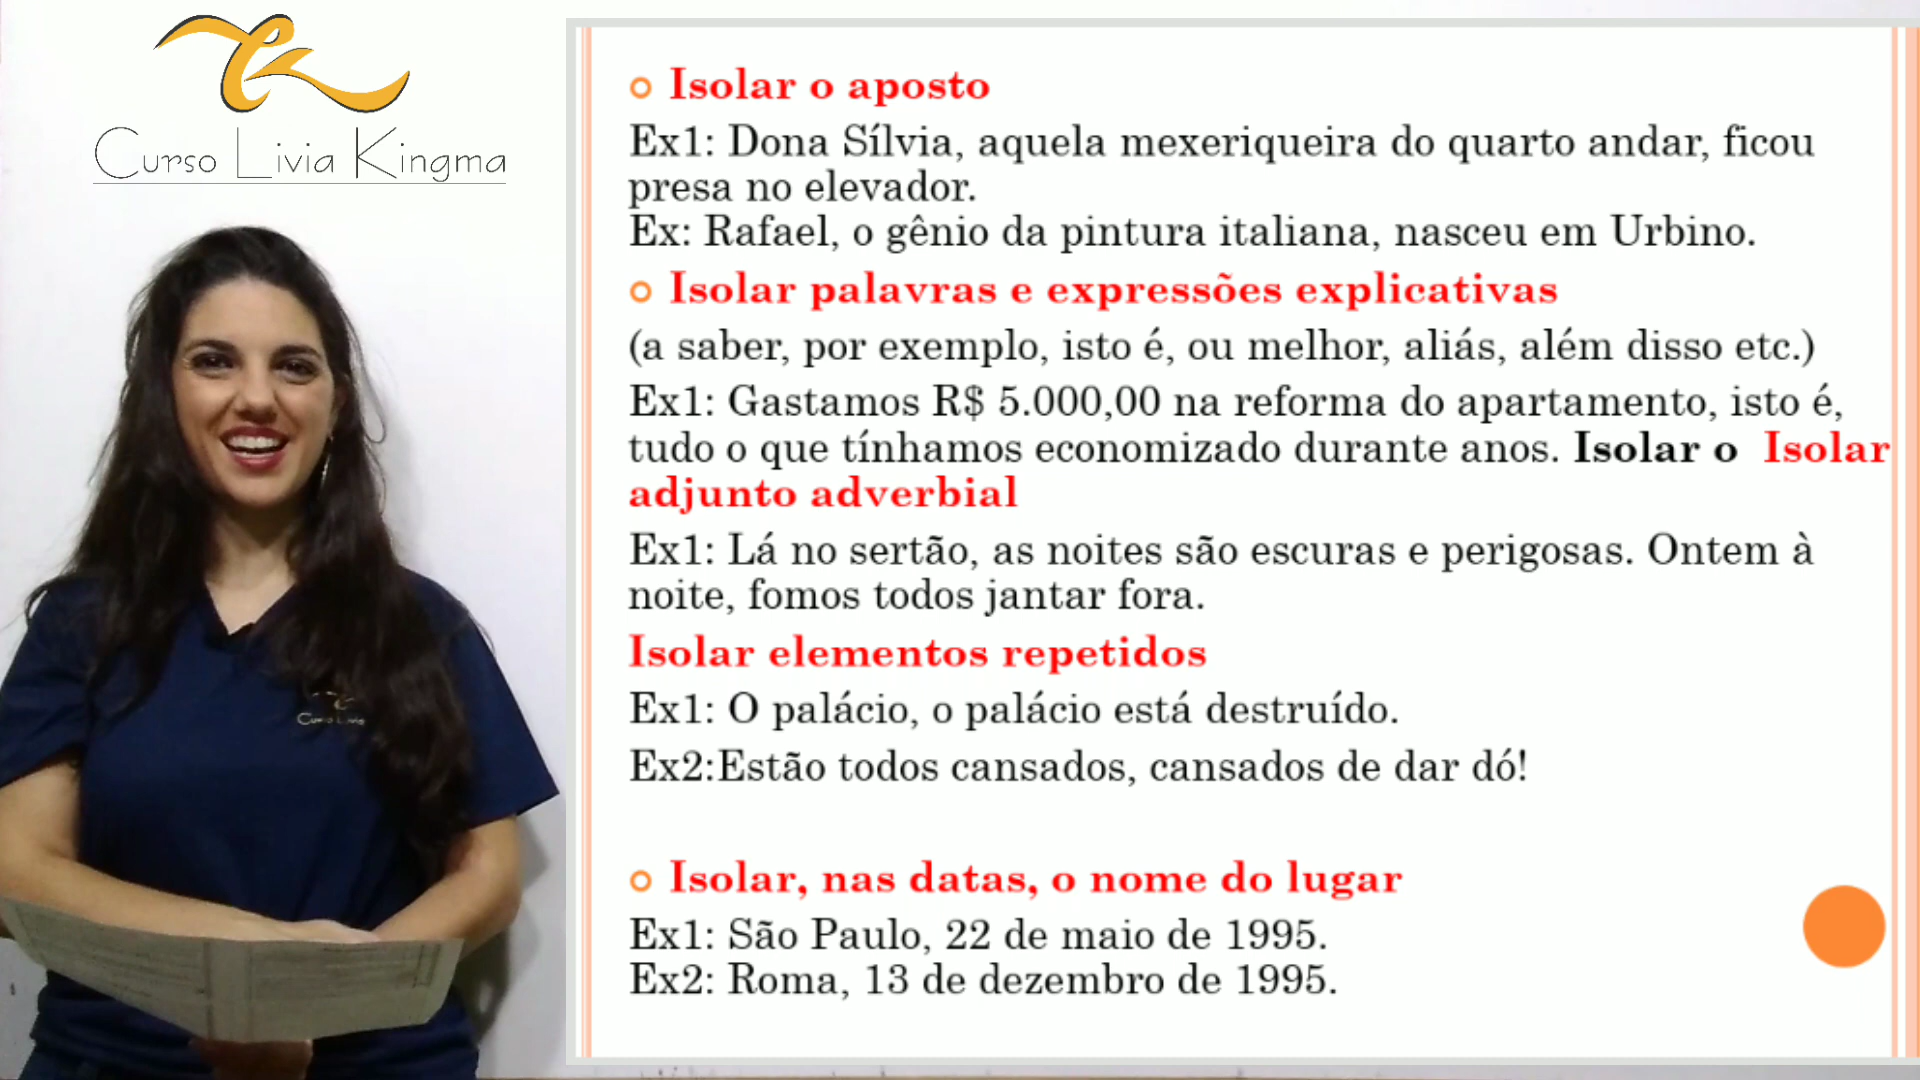 Curso Livia Kingma
Isolar o aposto
Ex1: Dona Sílvia, aquela mexeriqueira do quarto andar, ficou
presa no elevador.
Ex: Rafael, o gênio da pintura italiana, nasceu em Urbino.
Isolar palavras e expressões explicativas
(a saber, por exemplo, isto é, ou melhor, aliás, além disso etc.)
Ex1: Gastamos R$ 5.000,00 na reforma do apartamento, isto é,
tudo o que tínhamos economizado durante anos. Isolar o Isolar
adjunto adverbial
Ex1: Lá no sertão, as noites são escuras e perigosas. Ontem à
noite, fomos todos jantar fora.
Isolar elementos repetidos
Ex1: O palácio, o palácio está destruído.
Ex2:Estão todos cansados, cansados de dar dó!
Isolar, nas datas, o nome do lugar
Ex1: São Paulo, 22 de maio de 1995.
Ex2: Roma, 13 de dezembro de 1995.
Curso Livia